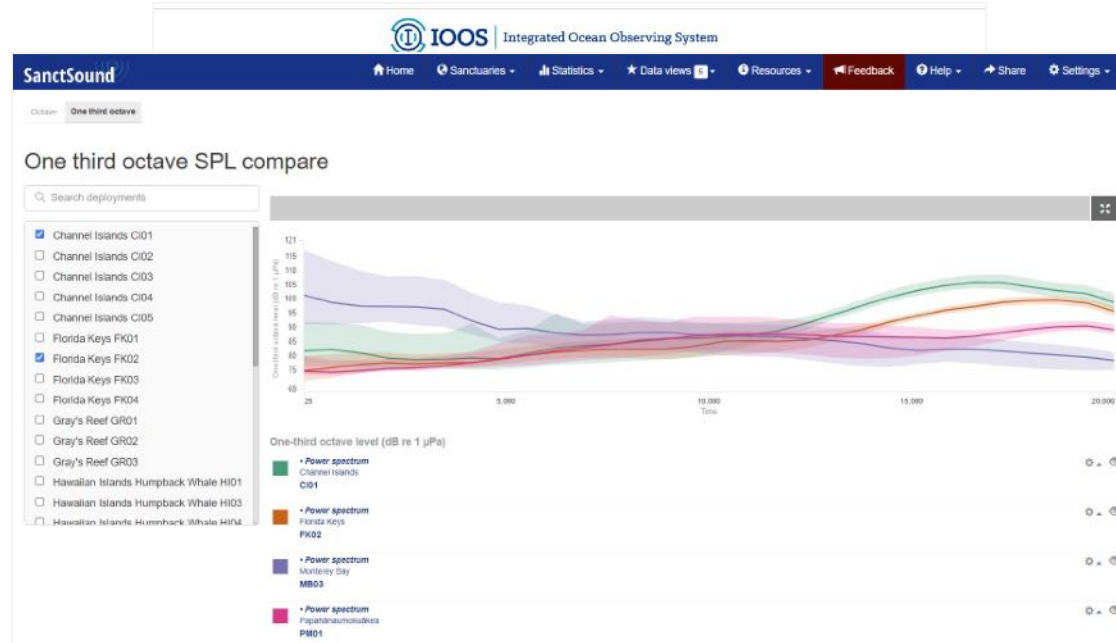 IOOS Integrated Ocean Observing System
SanctSound Home Sanctuaries Statistics Data views 5 Resources Feedback Help Share Settings
Octave One third octave
One third octave SPL compare
Search deployments
Channel Islands CI01
Channel Islands CI02
Channel Islands CI03
Channel Islands CI04
Channel Islands CI05
Florida Keys FK01
Florida Keys FK02
Florida Keys FK03
Florida Keys FK04
Gray's Reef GR01
Gray's Reef GR02
Gray's Reef GR03
Hawaiian Islands Humpback Whale HI01
Hawaiian Islands Humpback Whale HI03
Hawaiian Islands Humpback Whale HI04
One-third octave level (dB re 1 µPa)
121
115
110
105
100
95
90
85
80
75
68
25 5,000 10,000 15,000 20,000
Time
One-third octave level (dB re 1 µPa)
• Power spectrum
Channel Islands
CI01
• Power spectrum
Florida Keys
FK02
• Power spectrum
Monterey Bay
MB03
• Power spectrum
Papahānaumokuākea
PM01